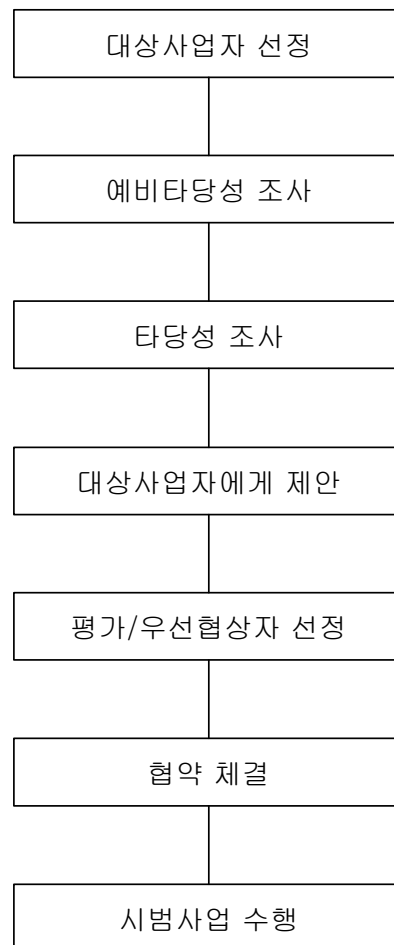 대상사업자 선정
예비타당성 조사
타당성 조사
대상사업자에게 제안
평가/우선협상자 선정
협약 체결
시범사업 수행